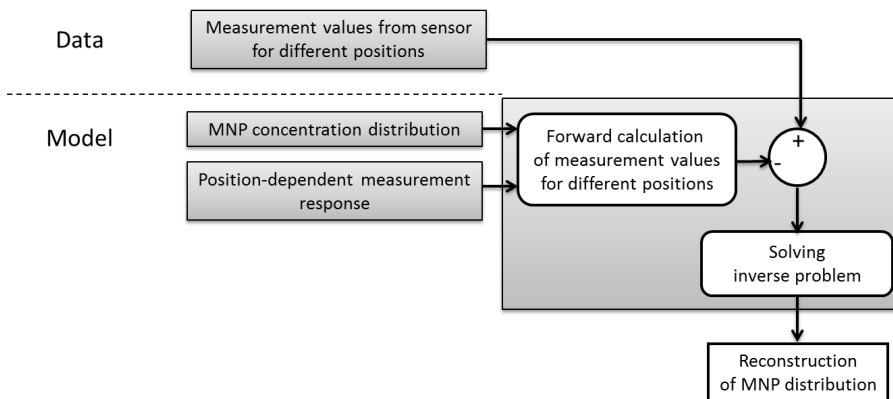 Data
Measurement values from sensor
for different positions
Model
MNP concentration distribution
Position-dependent measurement
response
Forward calculation
of measurement values
for different positions
+
-
Solving
inverse problem
Reconstruction
of MNP distribution